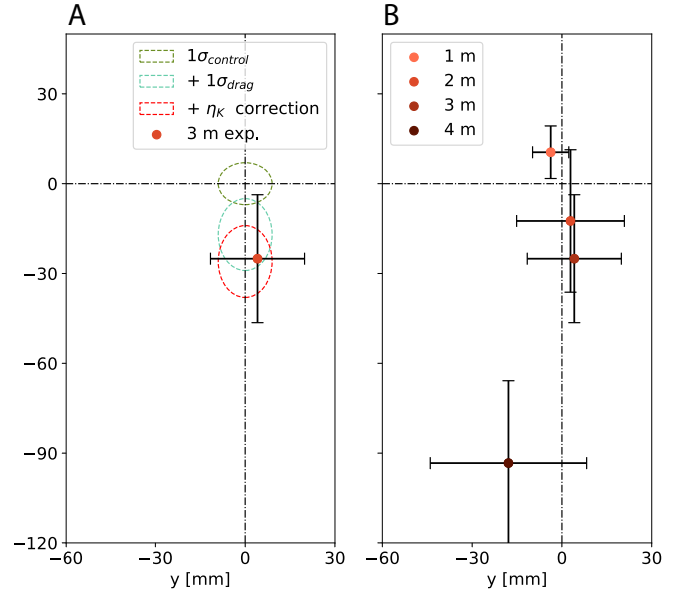 A
B
1σcontrol
+ 1σdrag
+ ηK correction
3 m exp.
1 m
2 m
3 m
4 m
30
0
−30
−60
−90
−120
−60
−30
0
30
y [mm]
−60
−30
0
30
y [mm]